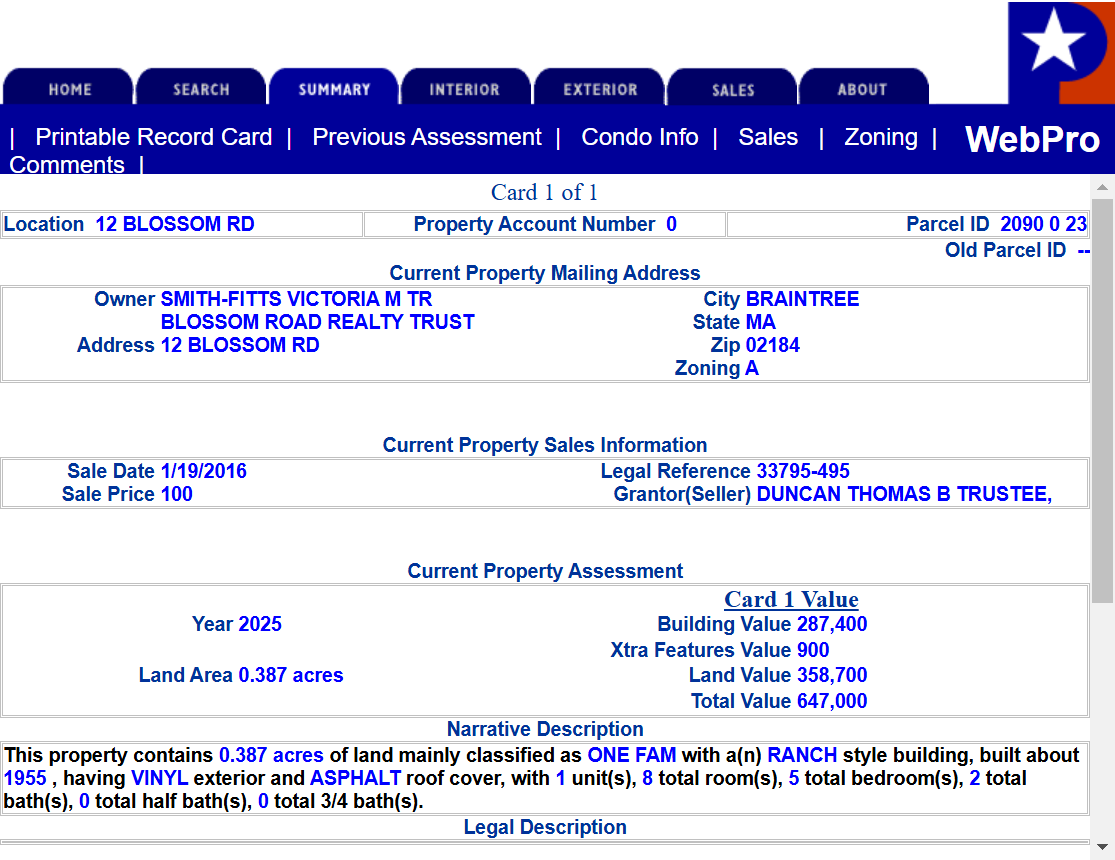 HOME SEARCH SUMMARY INTERIOR EXTERIOR SALES ABOUT
| Printable Record Card | Previous Assessment | Condo Info | Sales | Zoning | WebPro
Comments |
Card 1 of 1
Location 12 BLOSSOM RD Property Account Number 0 Parcel ID 2090 0 23
Old Parcel ID --
Current Property Mailing Address
Owner SMITH-FITTS VICTORIA M TR City BRAINTREE
BLOSSOM ROAD REALTY TRUST State MA
Address 12 BLOSSOM RD Zip 02184
Zoning A
Current Property Sales Information
Sale Date 1/19/2016 Legal Reference 33795-495
Sale Price 100 Grantor(Seller) DUNCAN THOMAS B TRUSTEE,
Current Property Assessment
Card 1 Value
Year 2025 Building Value 287,400
Xtra Features Value 900
Land Area 0.387 acres Land Value 358,700
Total Value 647,000
Narrative Description
This property contains 0.387 acres of land mainly classified as ONE FAM with a(n) RANCH style building, built about
1955 , having VINYL exterior and ASPHALT roof cover, with 1 unit(s), 8 total room(s), 5 total bedroom(s), 2 total
bath(s), 0 total half bath(s), 0 total 3/4 bath(s).
Legal Description